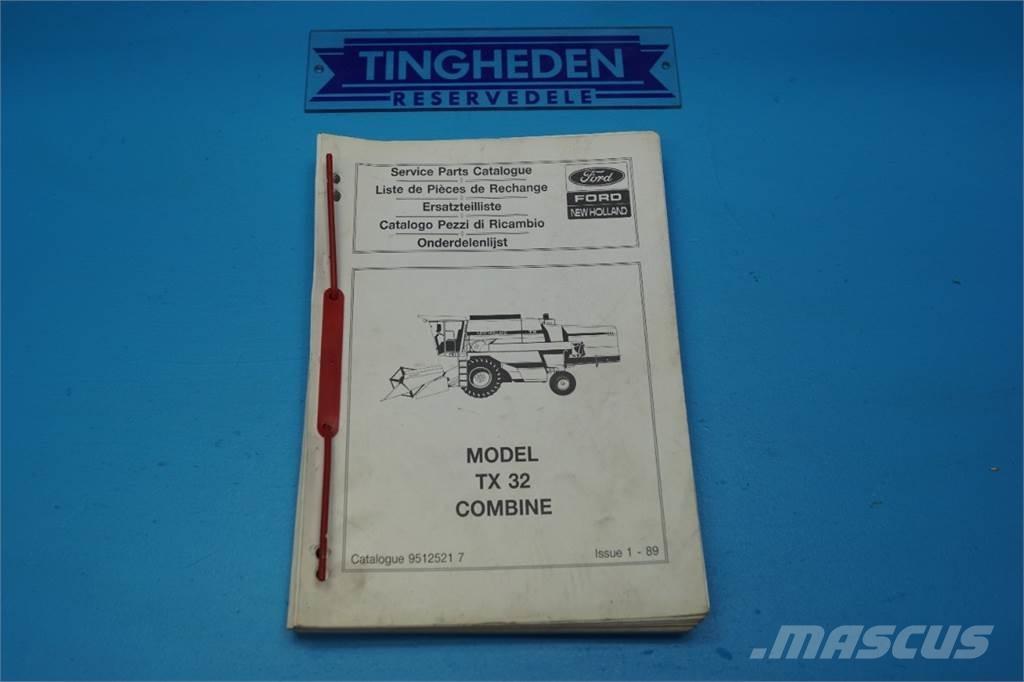 TINGHEDEN
RESERVEDELE
Service Parts Catalogue
Liste de Pièces de Rechange
Ersatzteilliste
Catalogo Pezzi di Ricambio
Onderdelenlijst
Ford
FORD
NEW HOLLAND
MODEL
TX 32
COMBINE
Catalogue 9512521 7
Issue 1 - 89
.MASCUS